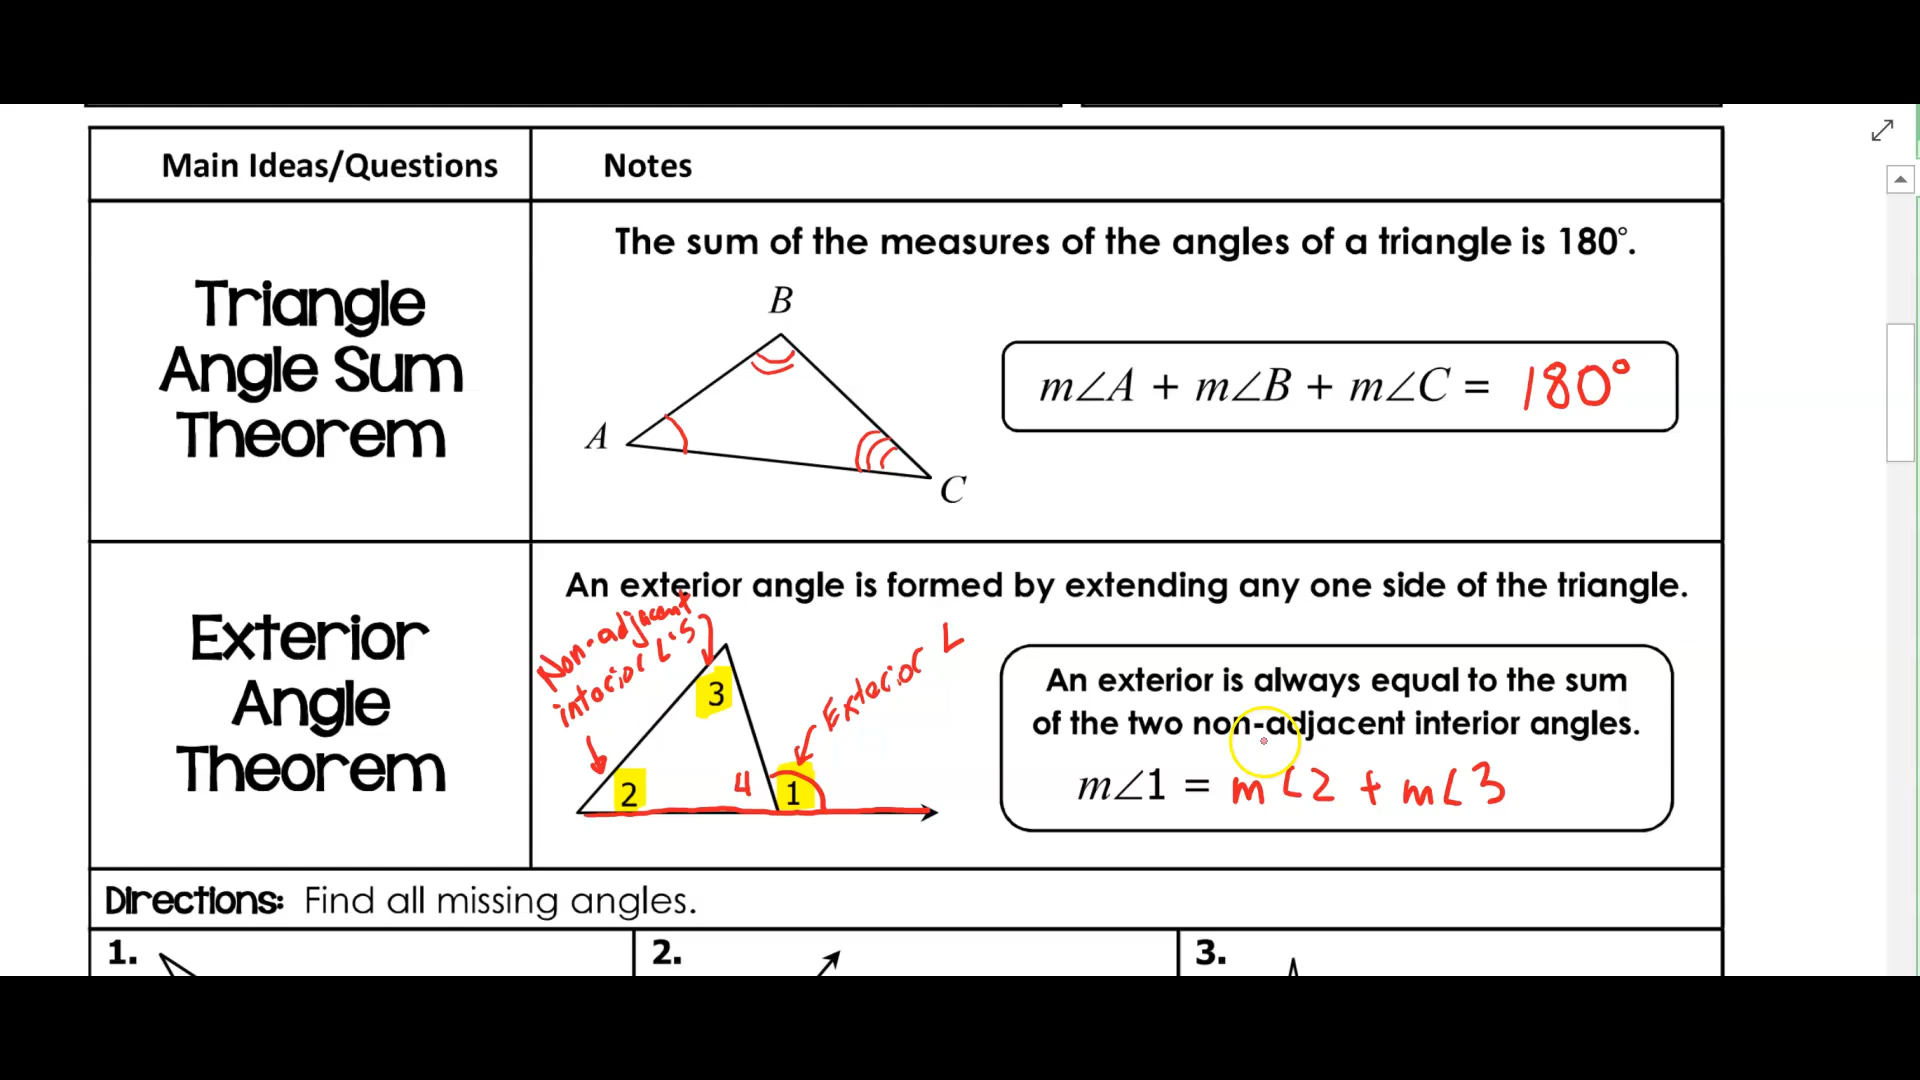 Main Ideas/Questions
Notes
Triangle
Angle Sum
Theorem
The sum of the measures of the angles of a triangle is 180°.
B
A
C
m∠A + m∠B + m∠C = 180°
Exterior
Angle
Theorem
An exterior angle is formed by extending any one side of the triangle.
Non-adjacent
interior ∠'s
Exterior ∠
3
2
4
1
An exterior is always equal to the sum
of the two non-adjacent interior angles.
m∠1 = m∠2 + m∠3
Directions: Find all missing angles.
1.
2.
3.